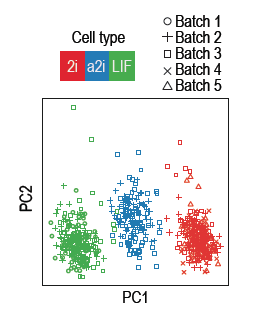 Cell type
2i a2i LIF
Batch 1
Batch 2
Batch 3
Batch 4
Batch 5
PC2
PC1